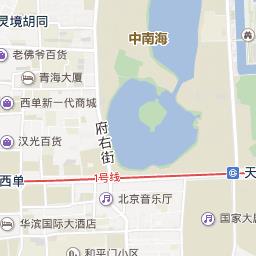 灵境胡同
中南海
老佛爷百货
青海大厦
西单新一代商城
汉光百货
府右街
西单
1号线
天
北京音乐厅
华滨国际大酒店
国家大剧
和平门小区